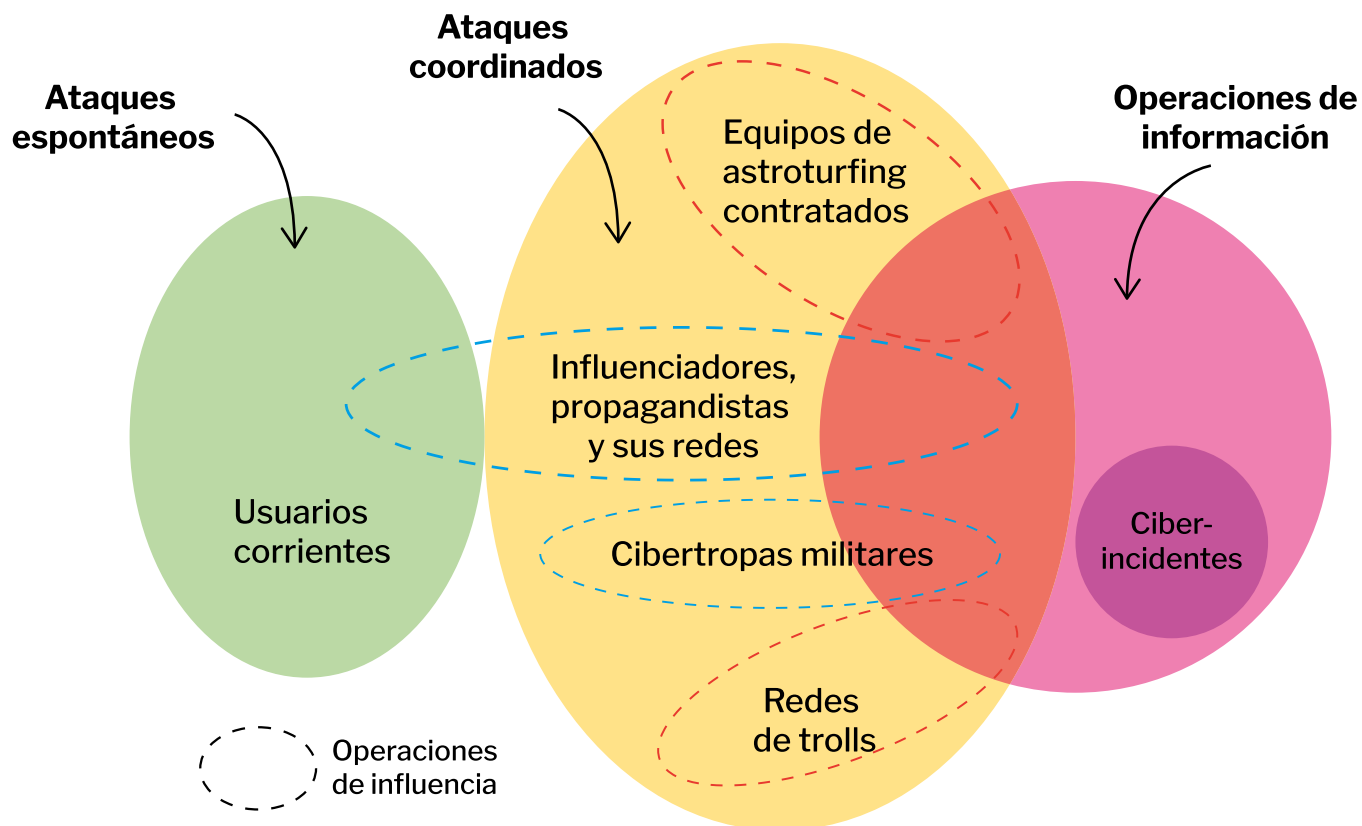 Ataques
coordinados
Ataques
espontáneos
Operaciones de
información
Equipos de
astroturfing
contratados
Influenciadores,
propagandistas
y sus redes
Usuarios
corrientes
Cibertropas militares
Ciber-
incidentes
Redes
de trolls
Operaciones
de influencia